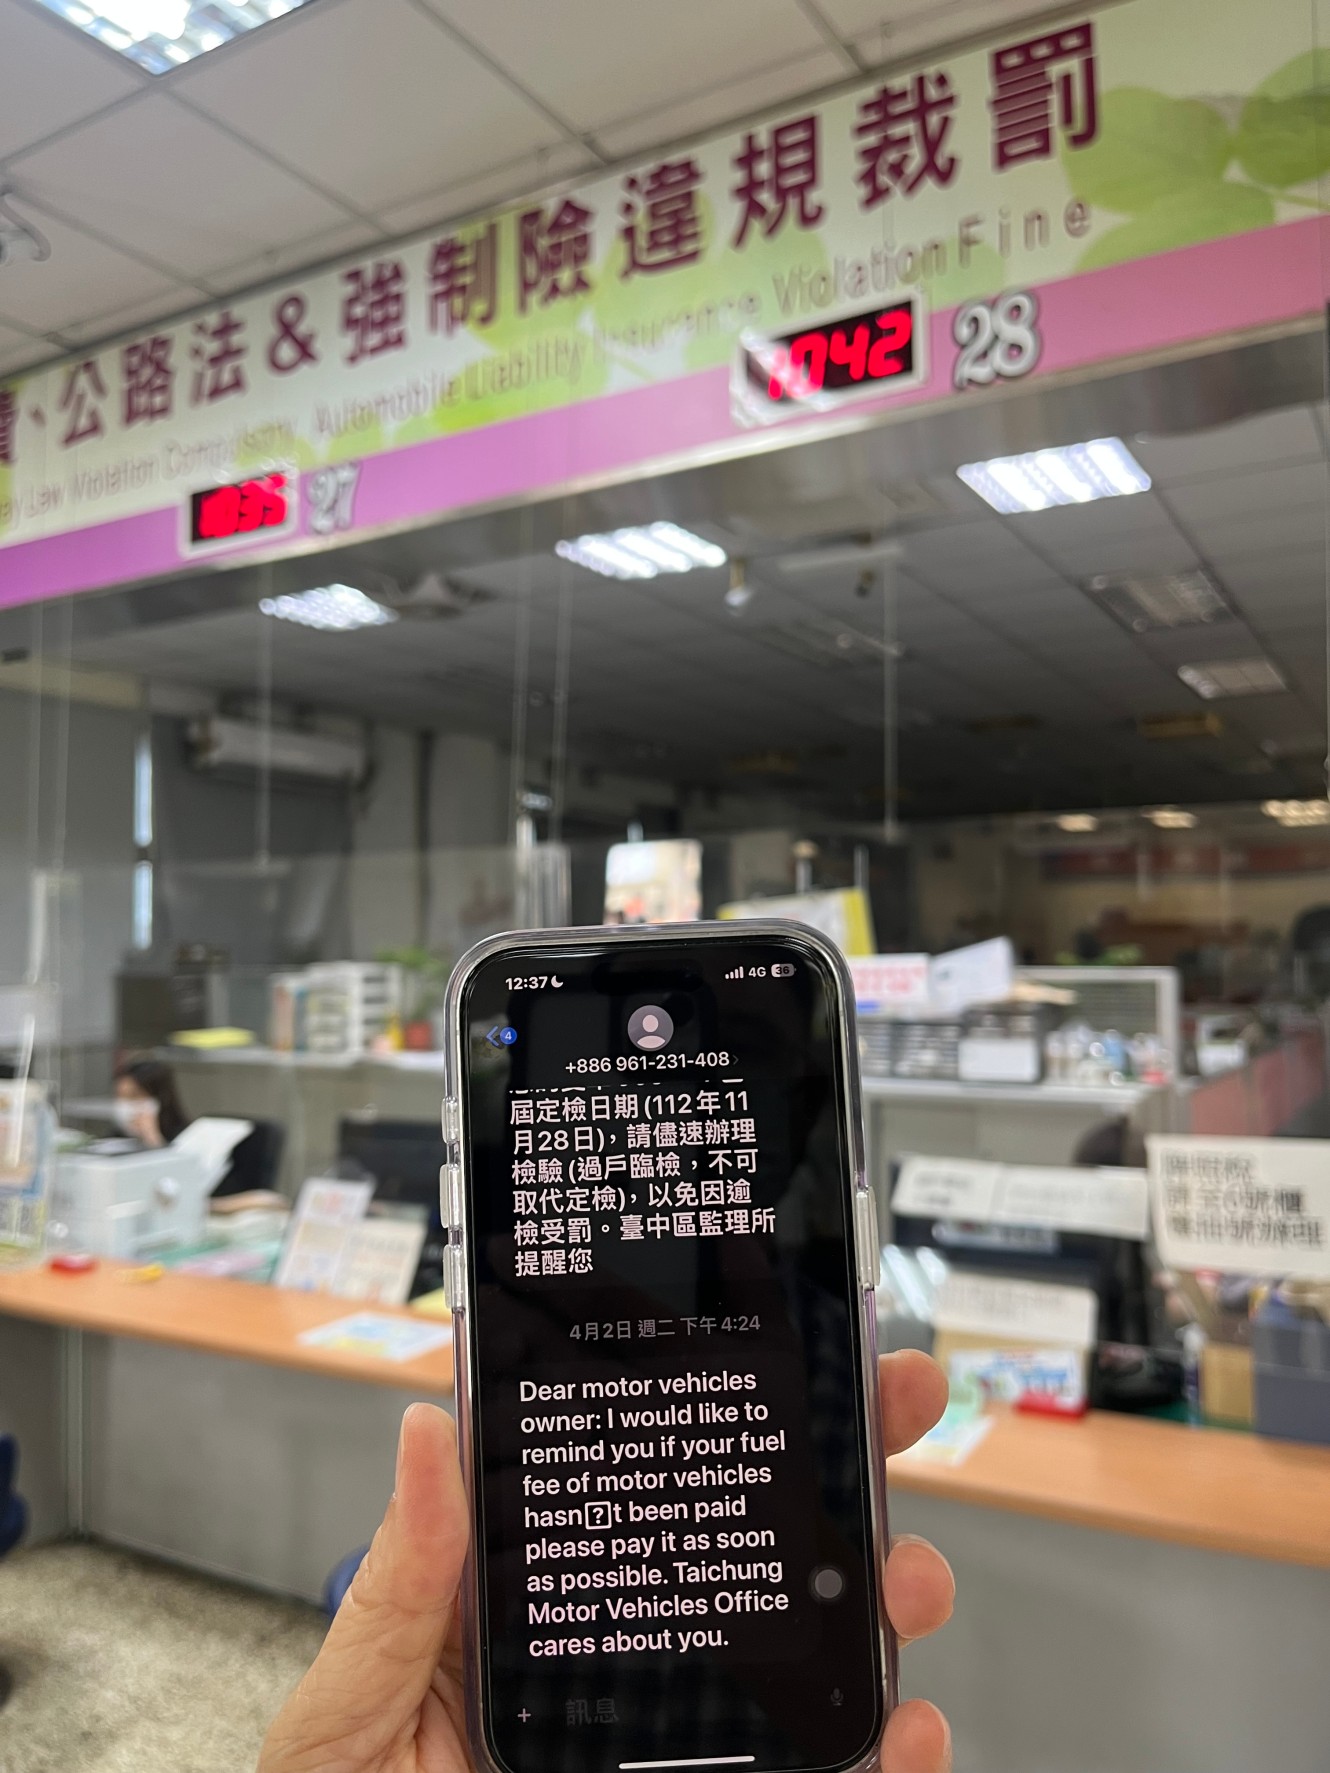 、公路法&強制險違規裁罰
Law Violation Compulsory Automobile Liability Insurance Violation Fine
1035 27
1042 28
12:37
4G 36
4
+886 961-231-408
屆定檢日期(112年11
月28日)，請儘速辦理
檢驗(過戶臨檢，不可
取代定檢)，以免因逾
檢受罰。臺中區監理所
提醒您
4月2日 週二 下午4:24
Dear motor vehicles
owner: I would like to
remind you if your fuel
fee of motor vehicles
hasn⍰t been paid
please pay it as soon
as possible. Taichung
Motor Vehicles Office
cares about you.
+ 訊息